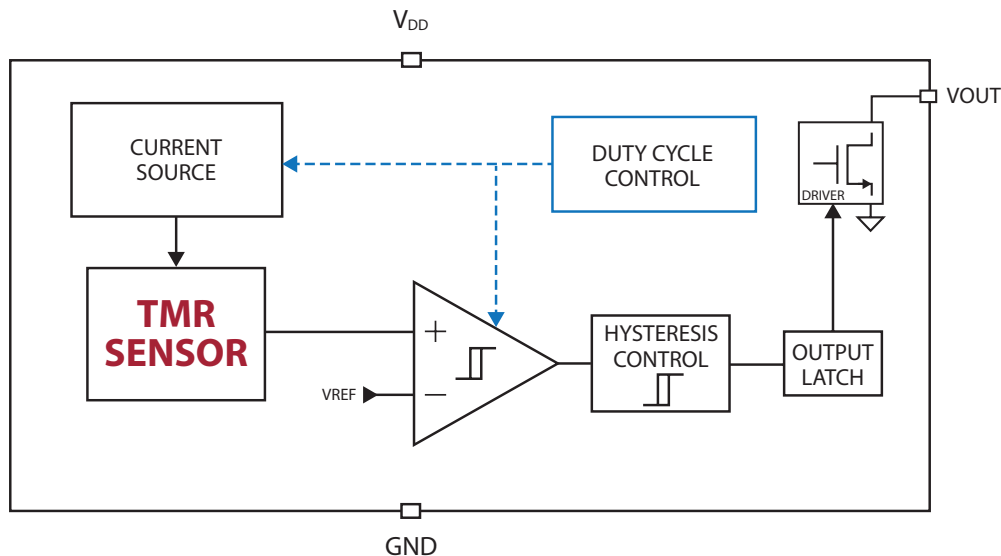 VDD
CURRENT
SOURCE
DUTY CYCLE
CONTROL
VOUT
DRIVER
TMR
SENSOR
+
VREF
−
HYSTERESIS
CONTROL
OUTPUT
LATCH
GND